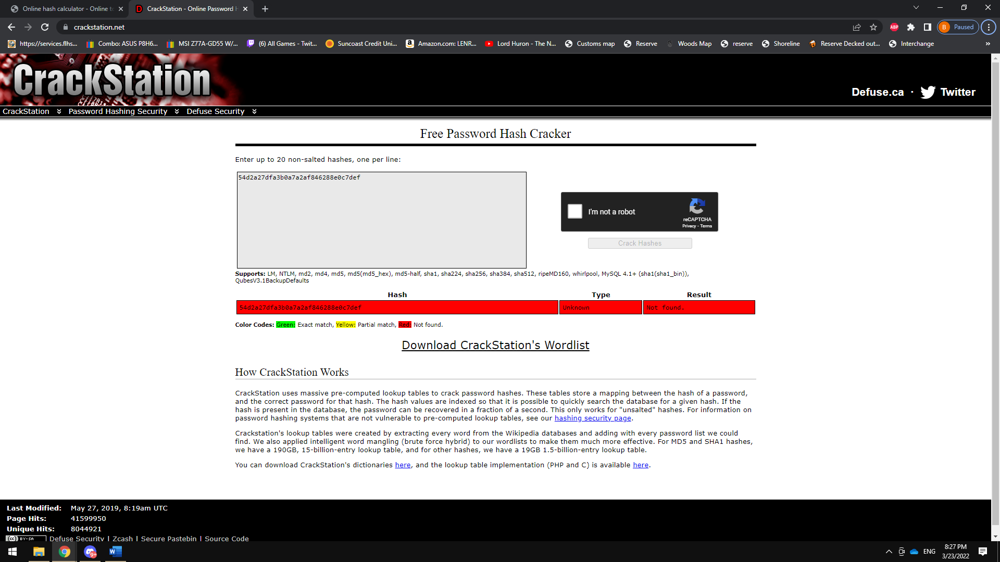 Online hash calculator - Online to
CrackStation - Online Password H
crackstation.net
ABP
B Paused
https://services.flhs...
Combo: ASUS P8H6...
MSI Z77A-GD55 W/...
(6) All Games - Twit...
Suncoast Credit Uni...
Amazon.com: LENR...
Lord Huron - The N...
Customs map
Reserve
Woods Map
reserve
Shoreline
Reserve Decked out...
Interchange
»
CrackStation
Defuse.ca · Twitter
CrackStation Password Hashing Security Defuse Security
Free Password Hash Cracker
Enter up to 20 non-salted hashes, one per line:
54d2a27dfa3b0a7a2af846288e0c7def
I'm not a robot
reCAPTCHA
Privacy - Terms
Crack Hashes
Supports: LM, NTLM, md2, md4, md5, md5(md5_hex), md5-half, sha1, sha224, sha256, sha384, sha512, ripeMD160, whirlpool, MySQL 4.1+ (sha1(sha1_bin)),
QubesV3.1BackupDefaults
Hash Type Result
54d2a27dfa3b0a7a2af846288e0c7def Unknown Not found.
Color Codes: Green: Exact match, Yellow: Partial match, Red: Not found.
Download CrackStation's Wordlist
How CrackStation Works
CrackStation uses massive pre-computed lookup tables to crack password hashes. These tables store a mapping between the hash of a password,
and the correct password for that hash. The hash values are indexed so that it is possible to quickly search the database for a given hash. If the
hash is present in the database, the password can be recovered in a fraction of a second. This only works for "unsalted" hashes. For information on
password hashing systems that are not vulnerable to pre-computed lookup tables, see our hashing security page.
Crackstation's lookup tables were created by extracting every word from the Wikipedia databases and adding with every password list we could
find. We also applied intelligent word mangling (brute force hybrid) to our wordlists to make them much more effective. For MD5 and SHA1 hashes,
we have a 190GB, 15-billion-entry lookup table, and for other hashes, we have a 19GB 1.5-billion-entry lookup table.
You can download CrackStation's dictionaries here, and the lookup table implementation (PHP and C) is available here.
Last Modified: May 27, 2019, 8:19am UTC
Page Hits: 41599950
Unique Hits: 8044921
cc BY-SA Defuse Security | Zcash | Secure Pastebin | Source Code
9+
W
ENG
8:27 PM
3/23/2022